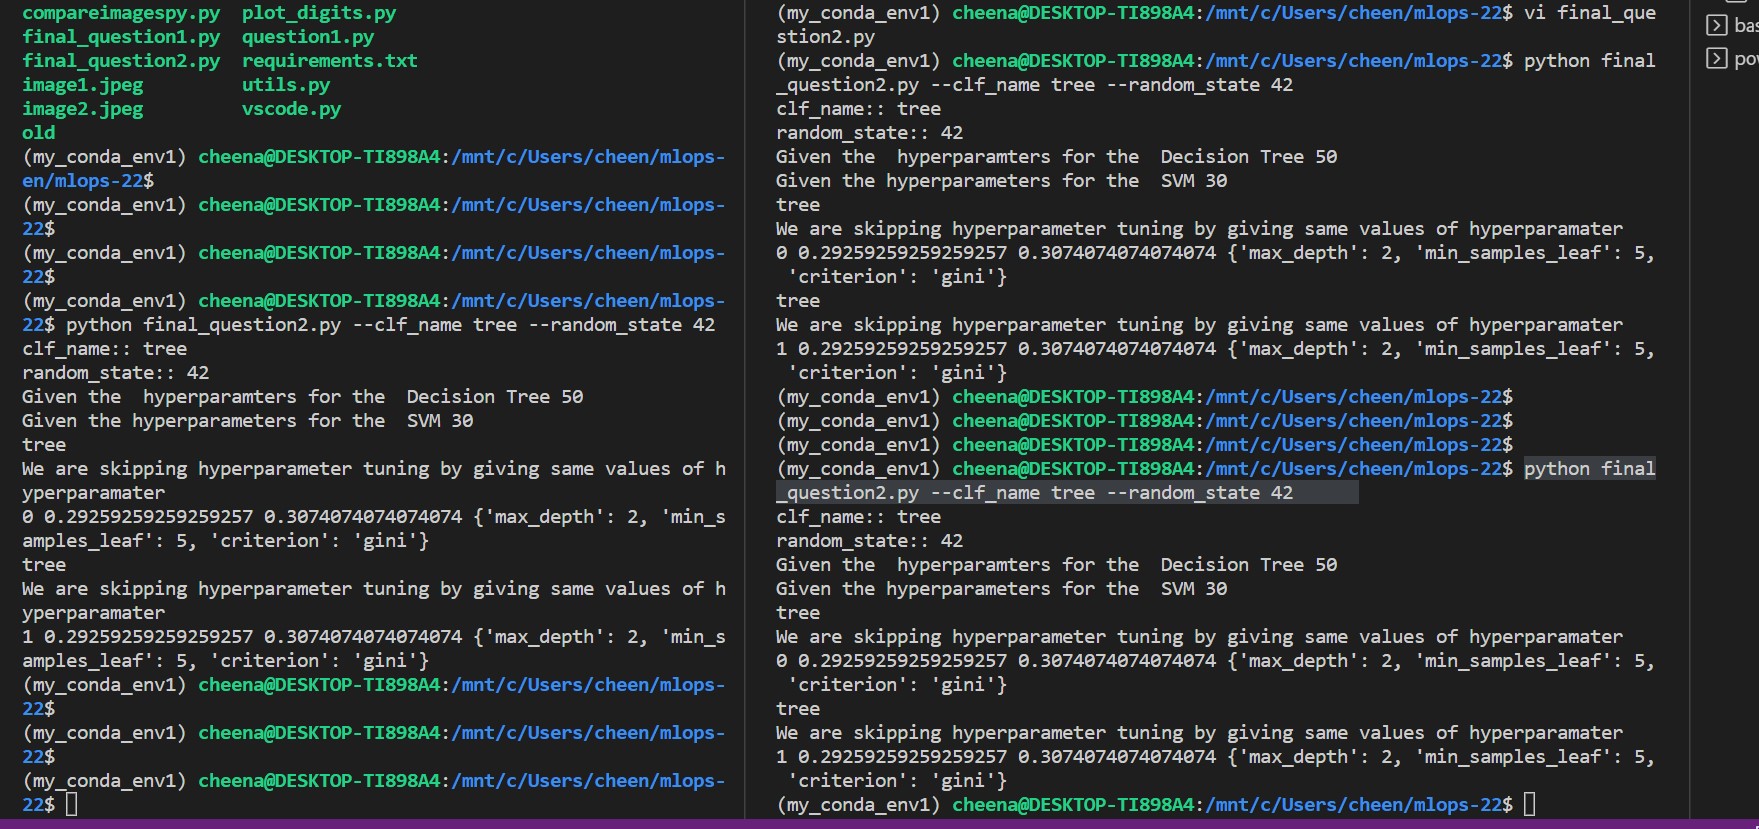 compareimagespy.py  plot_digits.py
final_question1.py  question1.py
final_question2.py  requirements.txt
image1.jpeg         utils.py
image2.jpeg         vscode.py
old
(my_conda_env1) cheena@DESKTOP-TI898A4:/mnt/c/Users/cheen/mlops-
en/mlops-22$
(my_conda_env1) cheena@DESKTOP-TI898A4:/mnt/c/Users/cheen/mlops-
22$
(my_conda_env1) cheena@DESKTOP-TI898A4:/mnt/c/Users/cheen/mlops-
22$
(my_conda_env1) cheena@DESKTOP-TI898A4:/mnt/c/Users/cheen/mlops-
22$ python final_question2.py --clf_name tree --random_state 42
clf_name:: tree
random_state:: 42
Given the  hyperparamters for the  Decision Tree 50
Given the hyperparameters for the  SVM 30
tree
We are skipping hyperparameter tuning by giving same values of h
yperparamater
0 0.29259259259259257 0.3074074074074074 {'max_depth': 2, 'min_s
amples_leaf': 5, 'criterion': 'gini'}
tree
We are skipping hyperparameter tuning by giving same values of h
yperparamater
1 0.29259259259259257 0.3074074074074074 {'max_depth': 2, 'min_s
amples_leaf': 5, 'criterion': 'gini'}
(my_conda_env1) cheena@DESKTOP-TI898A4:/mnt/c/Users/cheen/mlops-
22$
(my_conda_env1) cheena@DESKTOP-TI898A4:/mnt/c/Users/cheen/mlops-
22$
(my_conda_env1) cheena@DESKTOP-TI898A4:/mnt/c/Users/cheen/mlops-
22$
(my_conda_env1) cheena@DESKTOP-TI898A4:/mnt/c/Users/cheen/mlops-22$ vi final_que
stion2.py
(my_conda_env1) cheena@DESKTOP-TI898A4:/mnt/c/Users/cheen/mlops-22$ python final
_question2.py --clf_name tree --random_state 42
clf_name:: tree
random_state:: 42
Given the  hyperparamters for the  Decision Tree 50
Given the hyperparameters for the  SVM 30
tree
We are skipping hyperparameter tuning by giving same values of hyperparamater
0 0.29259259259259257 0.3074074074074074 {'max_depth': 2, 'min_samples_leaf': 5,
 'criterion': 'gini'}
tree
We are skipping hyperparameter tuning by giving same values of hyperparamater
1 0.29259259259259257 0.3074074074074074 {'max_depth': 2, 'min_samples_leaf': 5,
 'criterion': 'gini'}
(my_conda_env1) cheena@DESKTOP-TI898A4:/mnt/c/Users/cheen/mlops-22$
(my_conda_env1) cheena@DESKTOP-TI898A4:/mnt/c/Users/cheen/mlops-22$
(my_conda_env1) cheena@DESKTOP-TI898A4:/mnt/c/Users/cheen/mlops-22$
(my_conda_env1) cheena@DESKTOP-TI898A4:/mnt/c/Users/cheen/mlops-22$ python final
_question2.py --clf_name tree --random_state 42
clf_name:: tree
random_state:: 42
Given the  hyperparamters for the  Decision Tree 50
Given the hyperparameters for the  SVM 30
tree
We are skipping hyperparameter tuning by giving same values of hyperparamater
0 0.29259259259259257 0.3074074074074074 {'max_depth': 2, 'min_samples_leaf': 5,
 'criterion': 'gini'}
tree
We are skipping hyperparameter tuning by giving same values of hyperparamater
1 0.29259259259259257 0.3074074074074074 {'max_depth': 2, 'min_samples_leaf': 5,
 'criterion': 'gini'}
(my_conda_env1) cheena@DESKTOP-TI898A4:/mnt/c/Users/cheen/mlops-22$